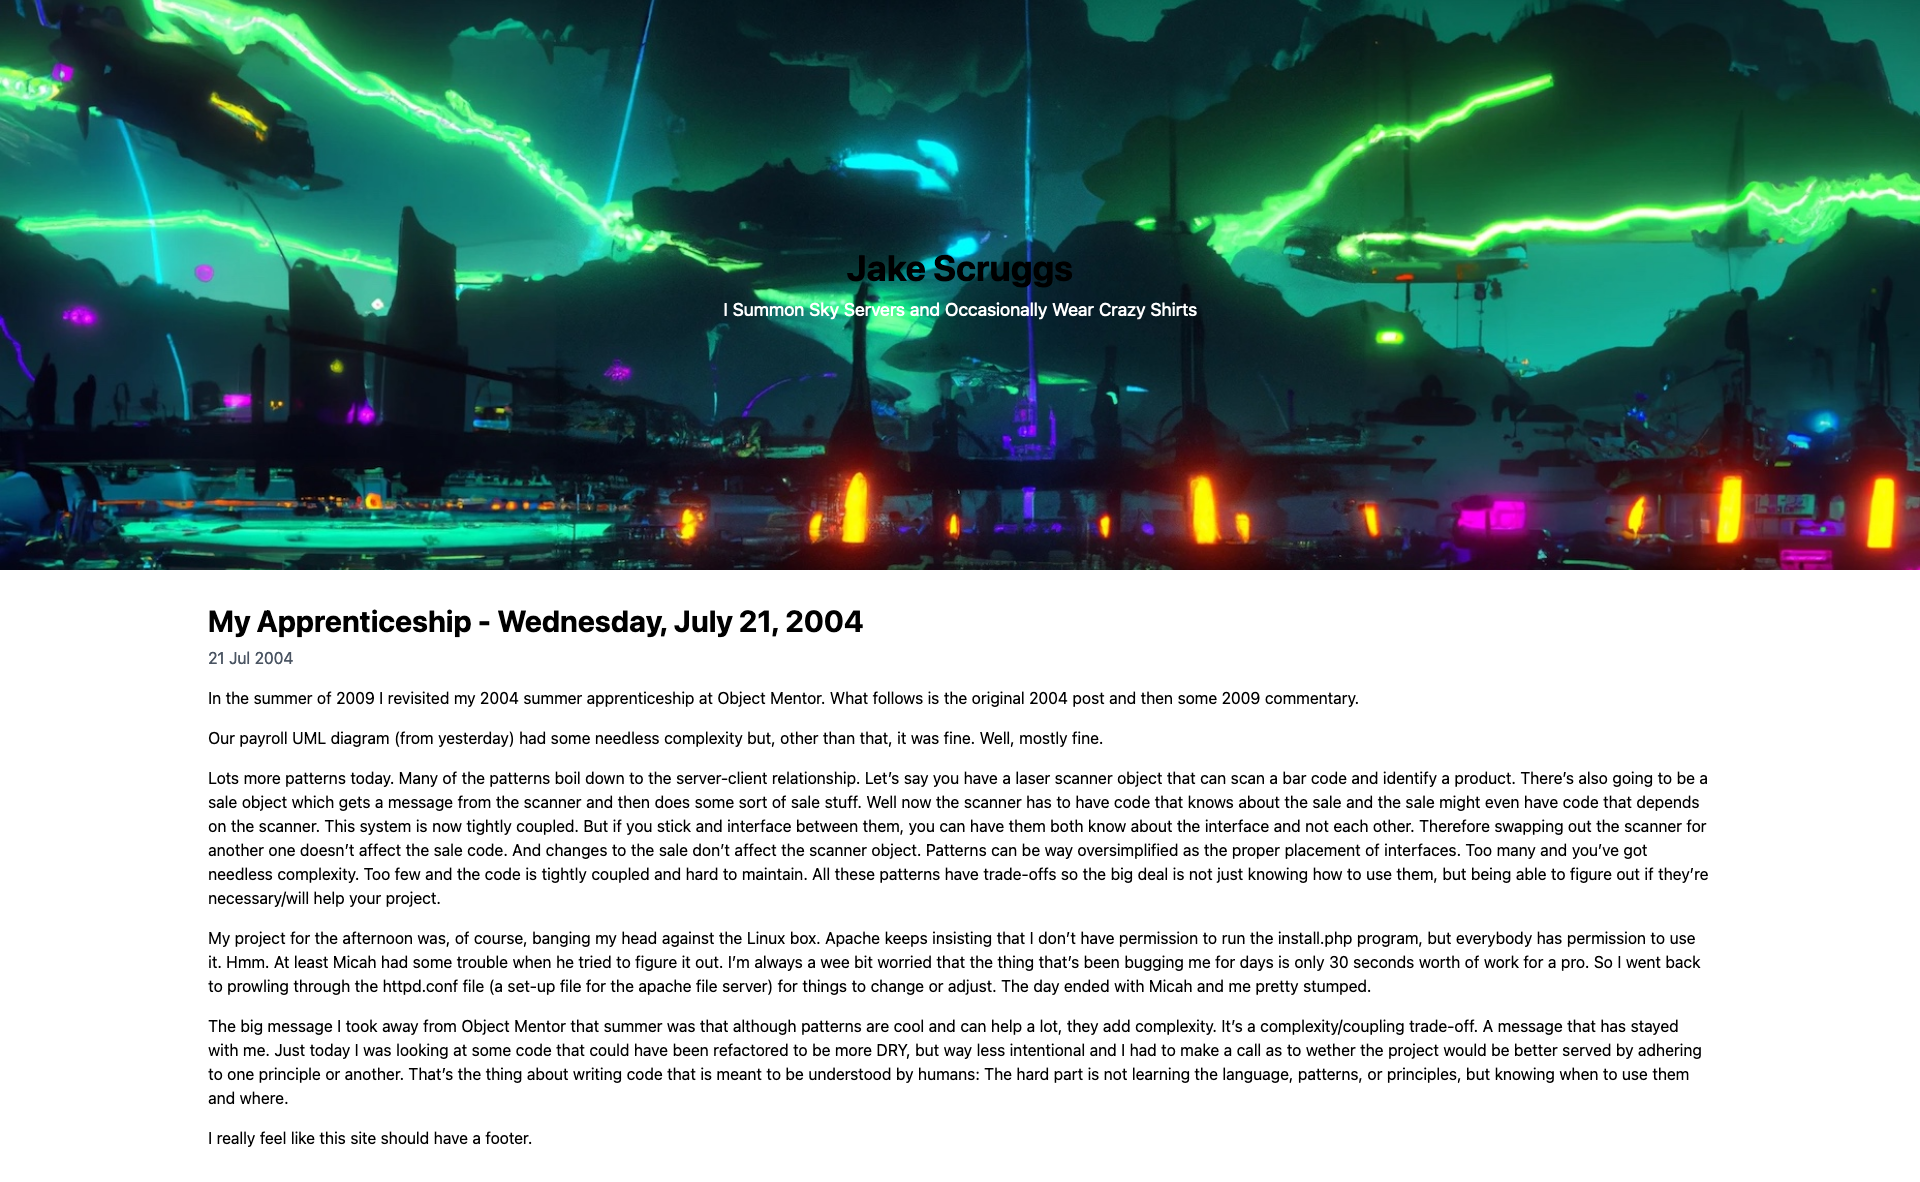 Jake Scruggs
I Summon Sky Servers and Occasionally Wear Crazy Shirts
My Apprenticeship - Wednesday, July 21, 2004
21 Jul 2004
In the summer of 2009 I revisited my 2004 summer apprenticeship at Object Mentor. What follows is the original 2004 post and then some 2009 commentary.
Our payroll UML diagram (from yesterday) had some needless complexity but, other than that, it was fine. Well, mostly fine.
Lots more patterns today. Many of the patterns boil down to the server-client relationship. Let’s say you have a laser scanner object that can scan a bar code and identify a product. There’s also going to be a
sale object which gets a message from the scanner and then does some sort of sale stuff. Well now the scanner has to have code that knows about the sale and the sale might even have code that depends
on the scanner. This system is now tightly coupled. But if you stick and interface between them, you can have them both know about the interface and not each other. Therefore swapping out the scanner for
another one doesn’t affect the sale code. And changes to the sale don’t affect the scanner object. Patterns can be way oversimplified as the proper placement of interfaces. Too many and you’ve got
needless complexity. Too few and the code is tightly coupled and hard to maintain. All these patterns have trade-offs so the big deal is not just knowing how to use them, but being able to figure out if they’re
necessary/will help your project.
My project for the afternoon was, of course, banging my head against the Linux box. Apache keeps insisting that I don’t have permission to run the install.php program, but everybody has permission to use
it. Hmm. At least Micah had some trouble when he tried to figure it out. I’m always a wee bit worried that the thing that’s been bugging me for days is only 30 seconds worth of work for a pro. So I went back
to prowling through the httpd.conf file (a set-up file for the apache file server) for things to change or adjust. The day ended with Micah and me pretty stumped.
The big message I took away from Object Mentor that summer was that although patterns are cool and can help a lot, they add complexity. It’s a complexity/coupling trade-off. A message that has stayed
with me. Just today I was looking at some code that could have been refactored to be more DRY, but way less intentional and I had to make a call as to wether the project would be better served by adhering
to one principle or another. That’s the thing about writing code that is meant to be understood by humans: The hard part is not learning the language, patterns, or principles, but knowing when to use them
and where.
I really feel like this site should have a footer.